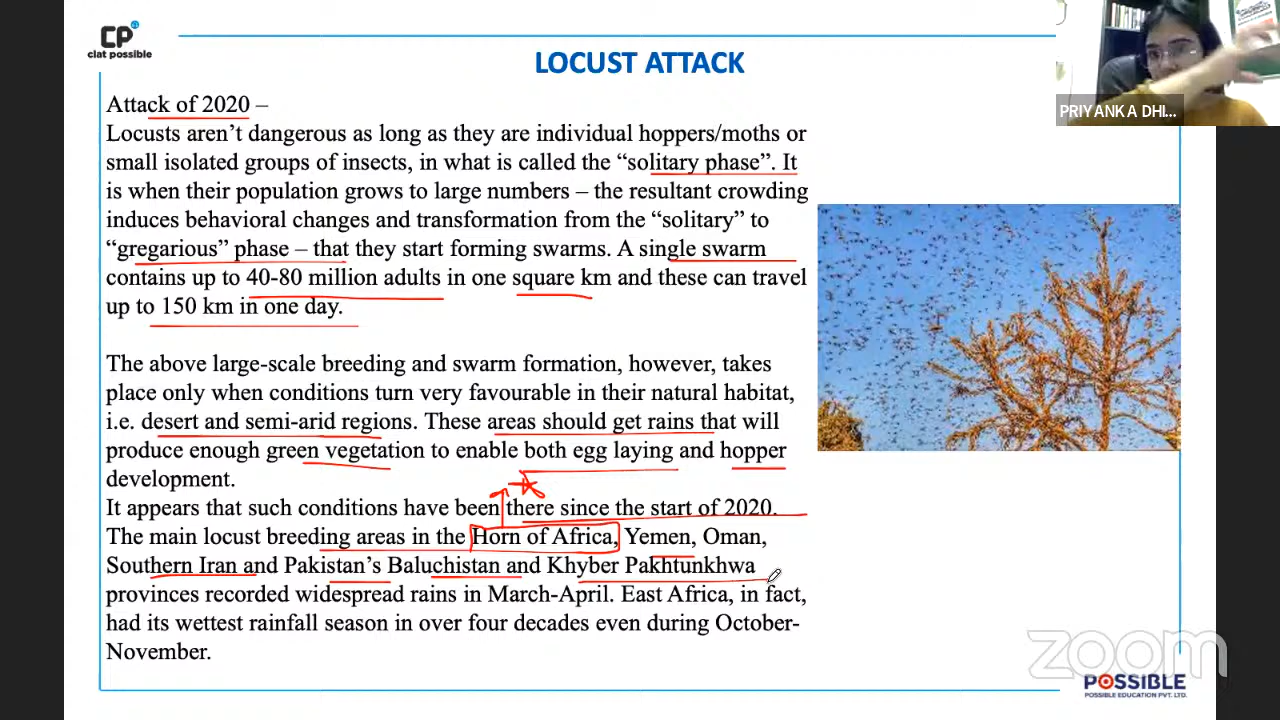 CP
clat possible
LOCUST ATTACK
PRIYANKA DHI...
Attack of 2020 –
Locusts aren’t dangerous as long as they are individual hoppers/moths or
small isolated groups of insects, in what is called the “solitary phase”. It
is when their population grows to large numbers – the resultant crowding
induces behavioral changes and transformation from the “solitary” to
“gregarious” phase – that they start forming swarms. A single swarm
contains up to 40-80 million adults in one square km and these can travel
up to 150 km in one day.
The above large-scale breeding and swarm formation, however, takes
place only when conditions turn very favourable in their natural habitat,
i.e. desert and semi-arid regions. These areas should get rains that will
produce enough green vegetation to enable both egg laying and hopper
development.
It appears that such conditions have been there since the start of 2020.
The main locust breeding areas in the Horn of Africa, Yemen, Oman,
Southern Iran and Pakistan’s Baluchistan and Khyber Pakhtunkhwa
provinces recorded widespread rains in March-April. East Africa, in fact,
had its wettest rainfall season in over four decades even during October-
November.
zoom
POSSIBLE
POSSIBLE EDUCATION PVT. LTD.